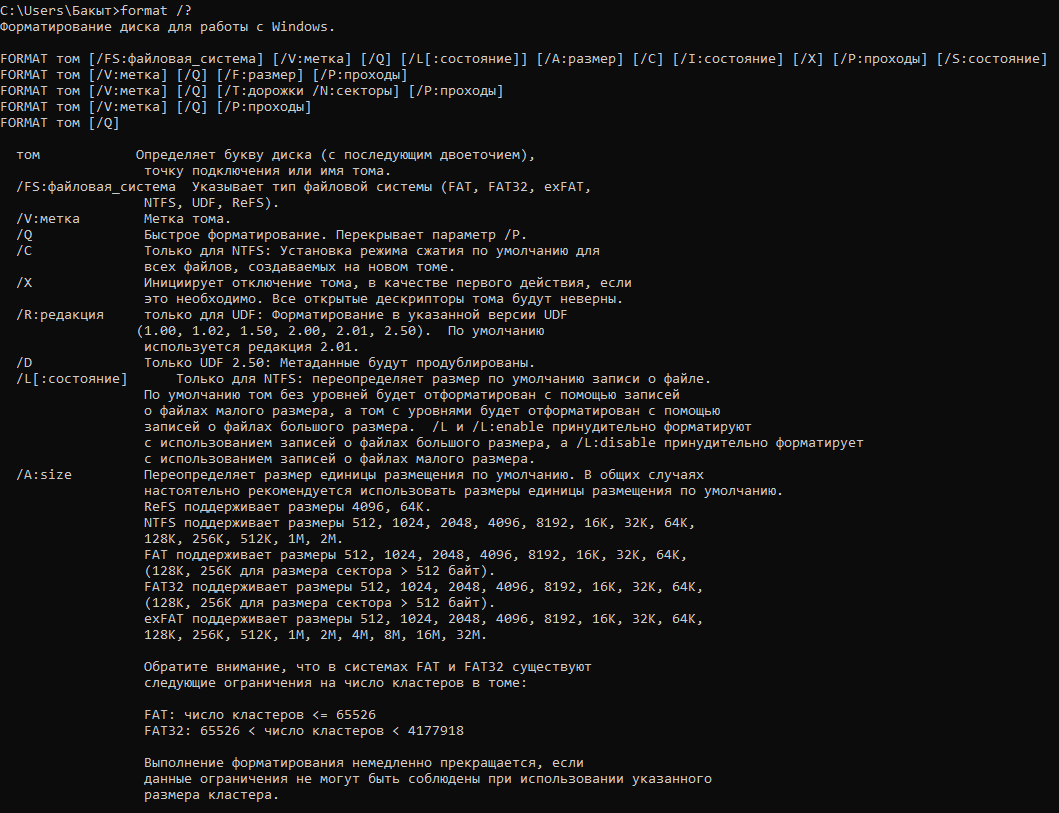 C:\Users\Бакыт>format /?
Форматирование диска для работы с Windows.

FORMAT том [/FS:файловая_система] [/V:метка] [/Q] [/L[:состояние]] [/A:размер] [/C] [/I:состояние] [/X] [/P:проходы] [/S:состояние]
FORMAT том [/V:метка] [/Q] [/F:размер] [/P:проходы]
FORMAT том [/V:метка] [/Q] [/T:дорожки /N:секторы] [/P:проходы]
FORMAT том [/V:метка] [/Q] [/P:проходы]
FORMAT том [/Q]

  том            Определяет букву диска (с последующим двоеточием),
                  точку подключения или имя тома.
  /FS:файловая_система  Указывает тип файловой системы (FAT, FAT32, exFAT,
                  NTFS, UDF, ReFS).
  /V:метка        Метка тома.
  /Q              Быстрое форматирование. Перекрывает параметр /P.
  /C              Только для NTFS: Установка режима сжатия по умолчанию для
                  всех файлов, создаваемых на новом томе.
  /X              Инициирует отключение тома, в качестве первого действия, если
                  это необходимо. Все открытые дескрипторы тома будут неверны.
  /R:редакция     только для UDF: Форматирование в указанной версии UDF
                 (1.00, 1.02, 1.50, 2.00, 2.01, 2.50).  По умолчанию
                  используется редакция 2.01.
  /D              Только UDF 2.50: Метаданные будут продублированы.
  /L[:состояние]      Только для NTFS: переопределяет размер по умолчанию записи о файле.
                  По умолчанию том без уровней будет отформатирован с помощью записей
                  о файлах малого размера, а том с уровнями будет отформатирован с помощью
                  записей о файлах большого размера.  /L и /L:enable принудительно форматируют
                  с использованием записей о файлах большого размера, а /L:disable принудительно форматирует
                  с использованием записей о файлах малого размера.
  /A:size         Переопределяет размер единицы размещения по умолчанию. В общих случаях
                  настоятельно рекомендуется использовать размеры единицы размещения по умолчанию.
                  ReFS поддерживает размеры 4096, 64K.
                  NTFS поддерживает размеры 512, 1024, 2048, 4096, 8192, 16K, 32K, 64K,
                  128K, 256K, 512K, 1M, 2M.
                  FAT поддерживает размеры 512, 1024, 2048, 4096, 8192, 16K, 32K, 64K,
                  (128K, 256K для размера сектора > 512 байт).
                  FAT32 поддерживает размеры 512, 1024, 2048, 4096, 8192, 16K, 32K, 64K,
                  (128K, 256K для размера сектора > 512 байт).
                  exFAT поддерживает размеры 512, 1024, 2048, 4096, 8192, 16K, 32K, 64K,
                  128K, 256K, 512K, 1M, 2M, 4M, 8M, 16M, 32M.

                  Обратите внимание, что в системах FAT и FAT32 существуют
                  следующие ограничения на число кластеров в томе:

                  FAT: число кластеров <= 65526
                  FAT32: 65526 < число кластеров < 4177918

                  Выполнение форматирования немедленно прекращается, если
                  данные ограничения не могут быть соблюдены при использовании указанного
                  размера кластера.